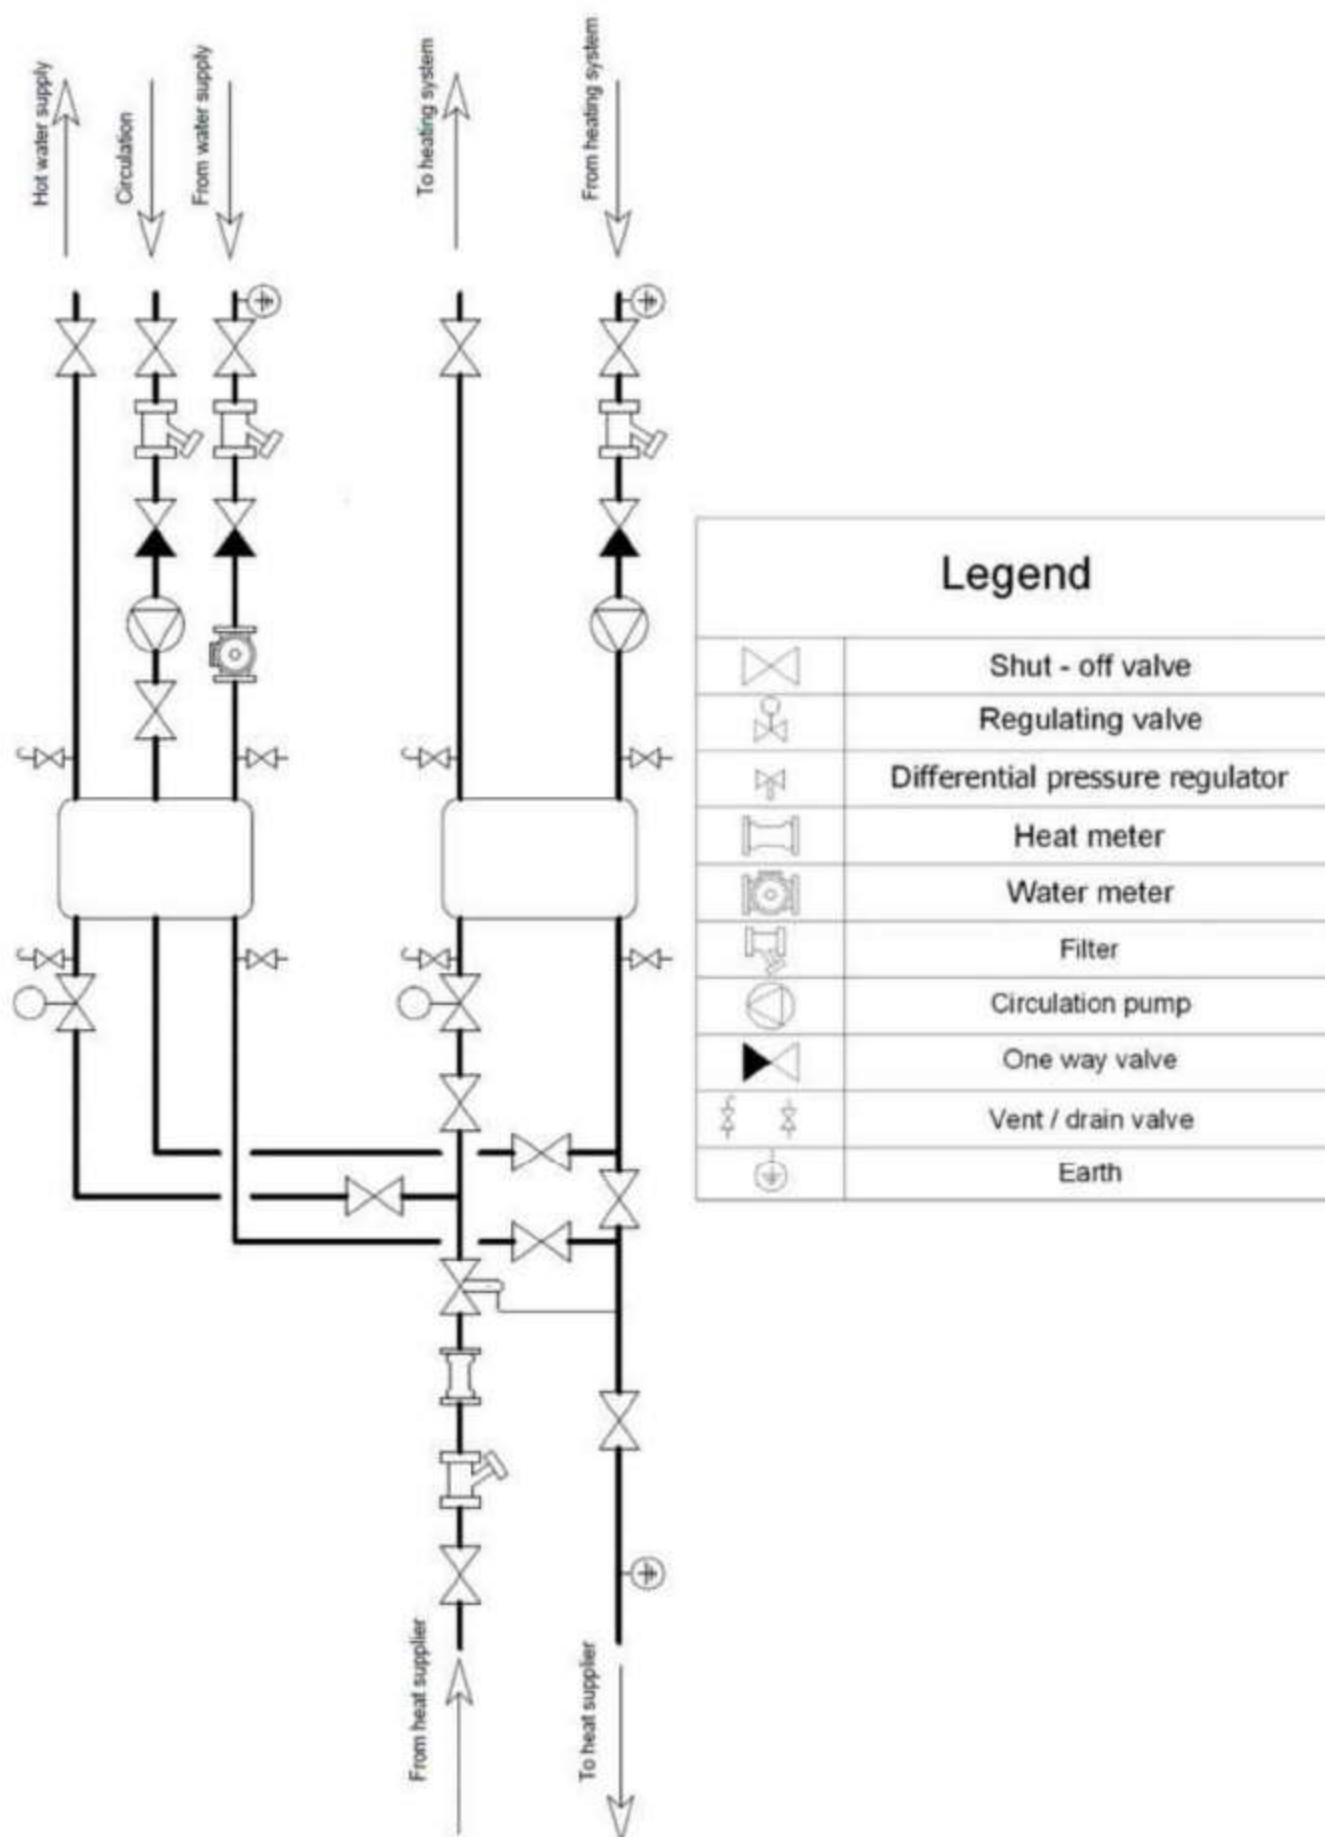 Hot water supply
Circulation
From water supply
To heating system
From heating system
Legend
Shut - off valve
Regulating valve
Differential pressure regulator
Heat meter
Water meter
Filter
Circulation pump
One way valve
Vent / drain valve
Earth
From heat supplier
To heat supplier